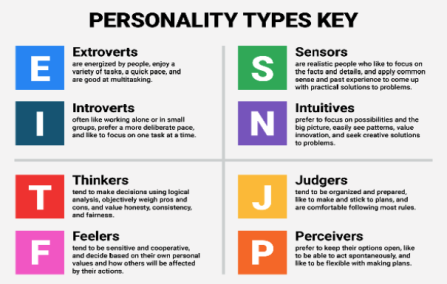 PERSONALITY TYPES KEY
E
Extroverts
are energized by people, enjoy a
variety of tasks, a quick pace, and
are good at multitasking.
I
Introverts
often like working alone or in small
groups, prefer a more deliberate pace,
and like to focus on one task at a time.
S
Sensors
are realistic people who like to focus on
the facts and details, and apply common
sense and past experience to come up
with practical solutions to problems.
N
Intuitives
prefer to focus on possibilities and the
big picture, easily see patterns, value
innovation, and seek creative solutions
to problems.
T
Thinkers
tend to make decisions using logical
analysis, objectively weigh pros and
cons, and value honesty, consistency,
and fairness.
F
Feelers
tend to be sensitive and cooperative,
and decide based on their own personal
values and how others will be affected
by their actions.
J
Judgers
tend to be organized and prepared,
like to make and stick to plans, and
are comfortable following most rules.
P
Perceivers
prefer to keep their options open, like
to be able to act spontaneously, and
like to be flexible with making plans.